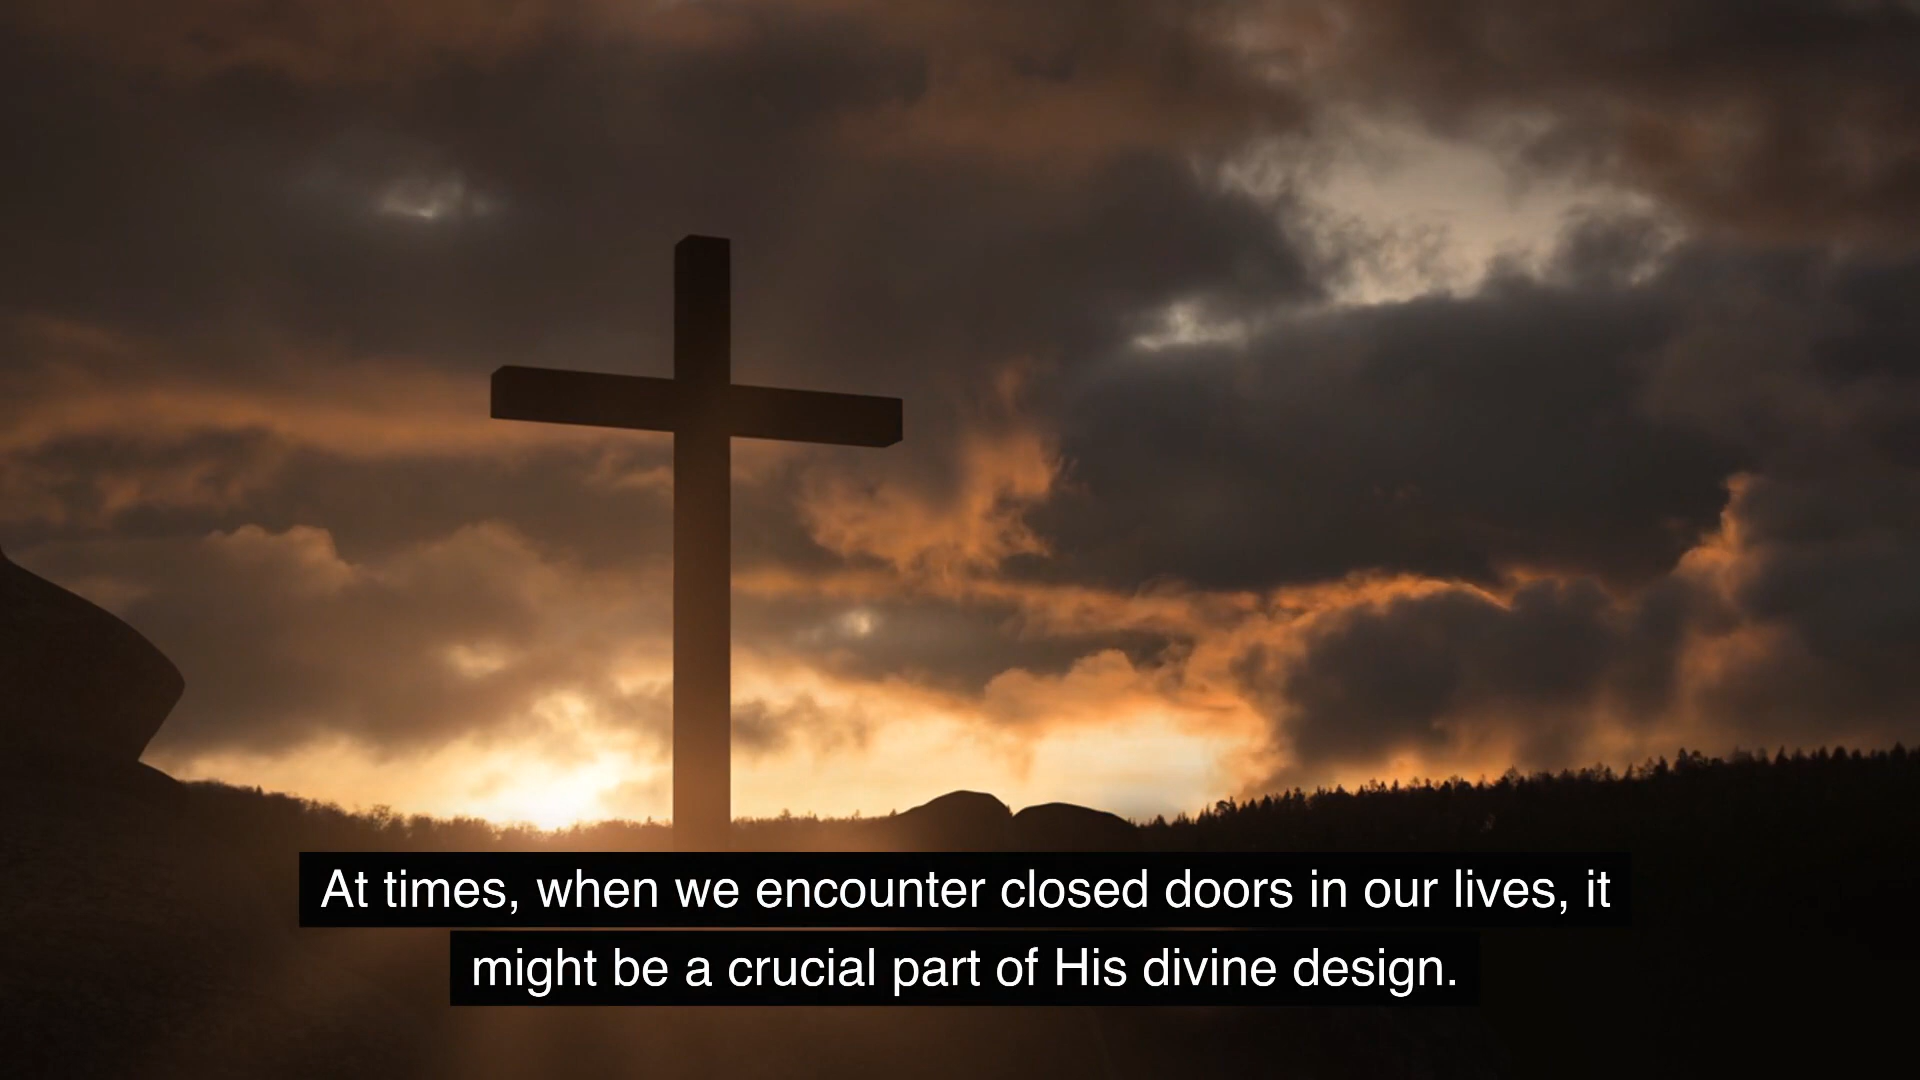 At times, when we encounter closed doors in our lives, it
might be a crucial part of His divine design.